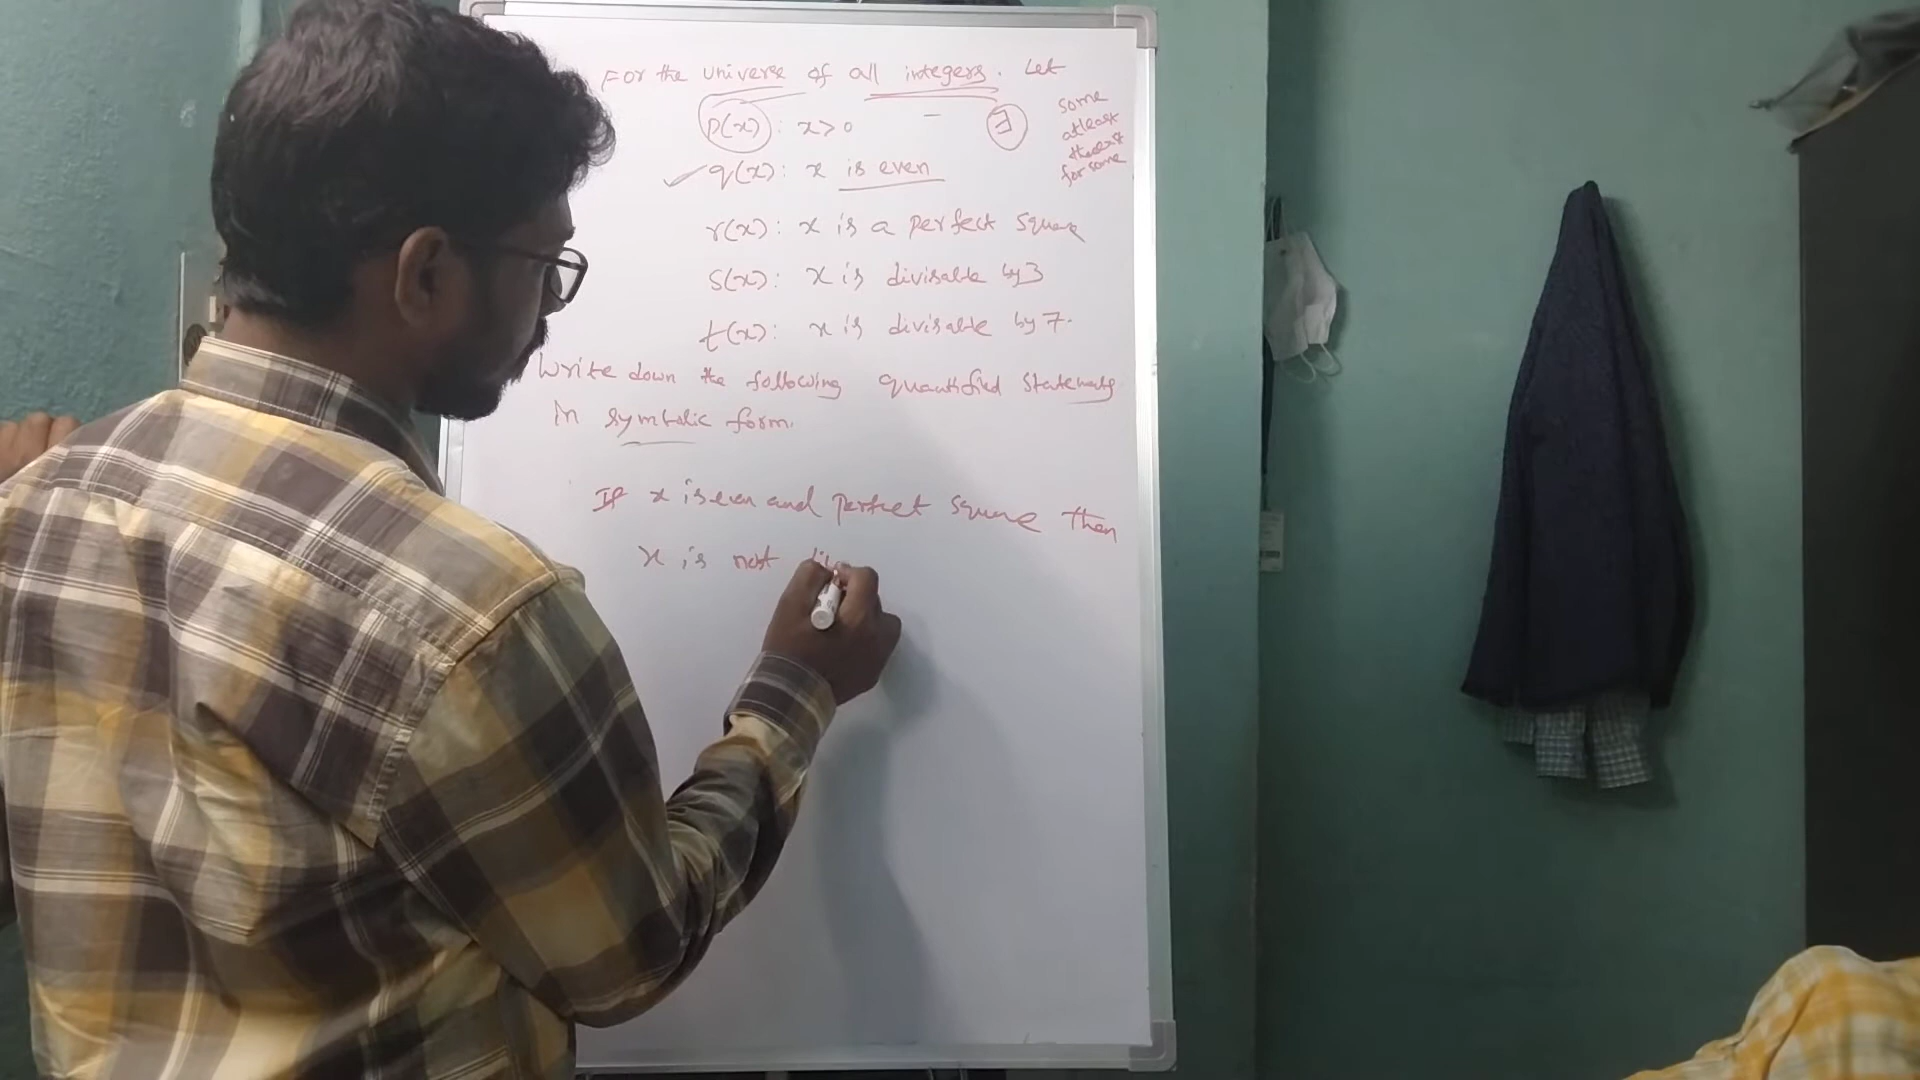 For the universe of all integers. Let
p(x): x>0
∃
some
atleast
for some
✓ q(x): x is even
r(x): x is a perfect square
s(x): x is divisable by 3
t(x): x is divisable by 7.
Write down the following quantified statements
in symbolic form.
If x is even and perfect square then
x is not